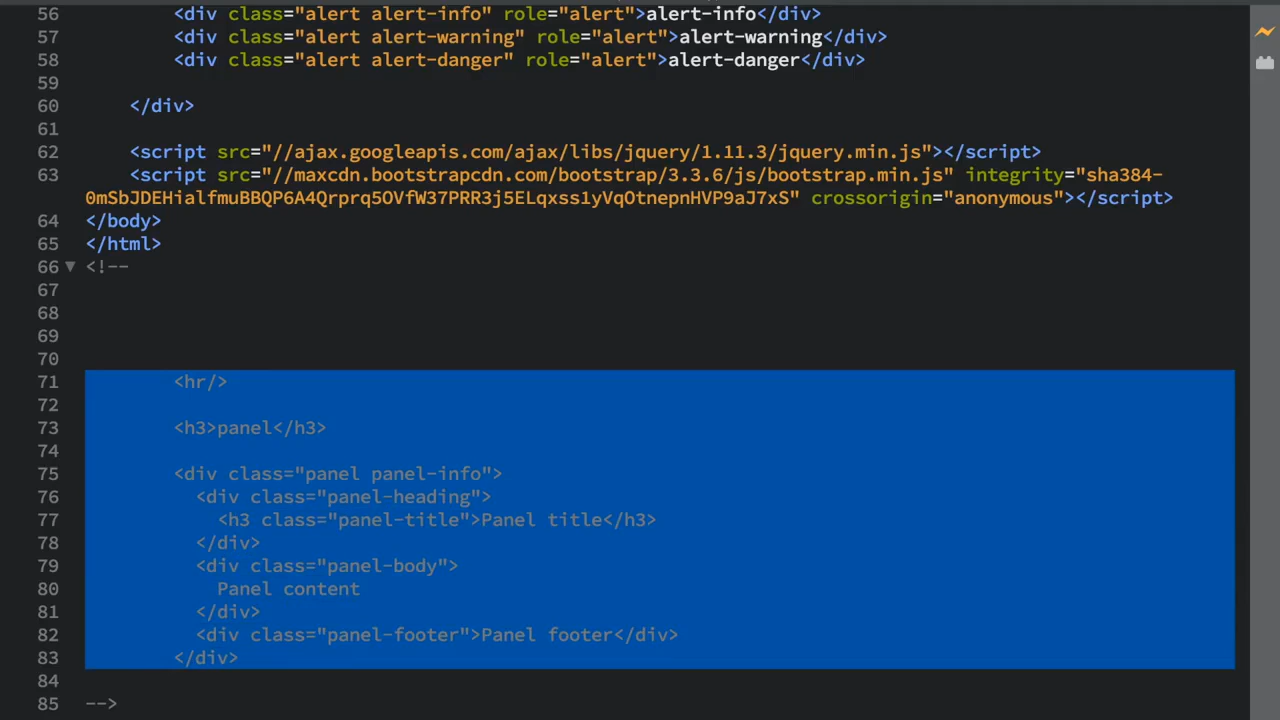 56 <div class="alert alert-info" role="alert">alert-info</div>
57 <div class="alert alert-warning" role="alert">alert-warning</div>
58 <div class="alert alert-danger" role="alert">alert-danger</div>
59
60 </div>
61
62 <script src="//ajax.googleapis.com/ajax/libs/jquery/1.11.3/jquery.min.js"></script>
63 <script src="//maxcdn.bootstrapcdn.com/bootstrap/3.3.6/js/bootstrap.min.js" integrity="sha384-
0mSbJDEHialfmuBBQP6A4Qrprq5OVfW37PRR3j5ELqxss1yVqOtnepnHVP9aJ7xS" crossorigin="anonymous"></script>
64 </body>
65 </html>
66 <!--
67
68
69
70
71 <hr/>
72
73 <h3>panel</h3>
74
75 <div class="panel panel-info">
76 <div class="panel-heading">
77 <h3 class="panel-title">Panel title</h3>
78 </div>
79 <div class="panel-body">
80 Panel content
81 </div>
82 <div class="panel-footer">Panel footer</div>
83 </div>
84
85 -->